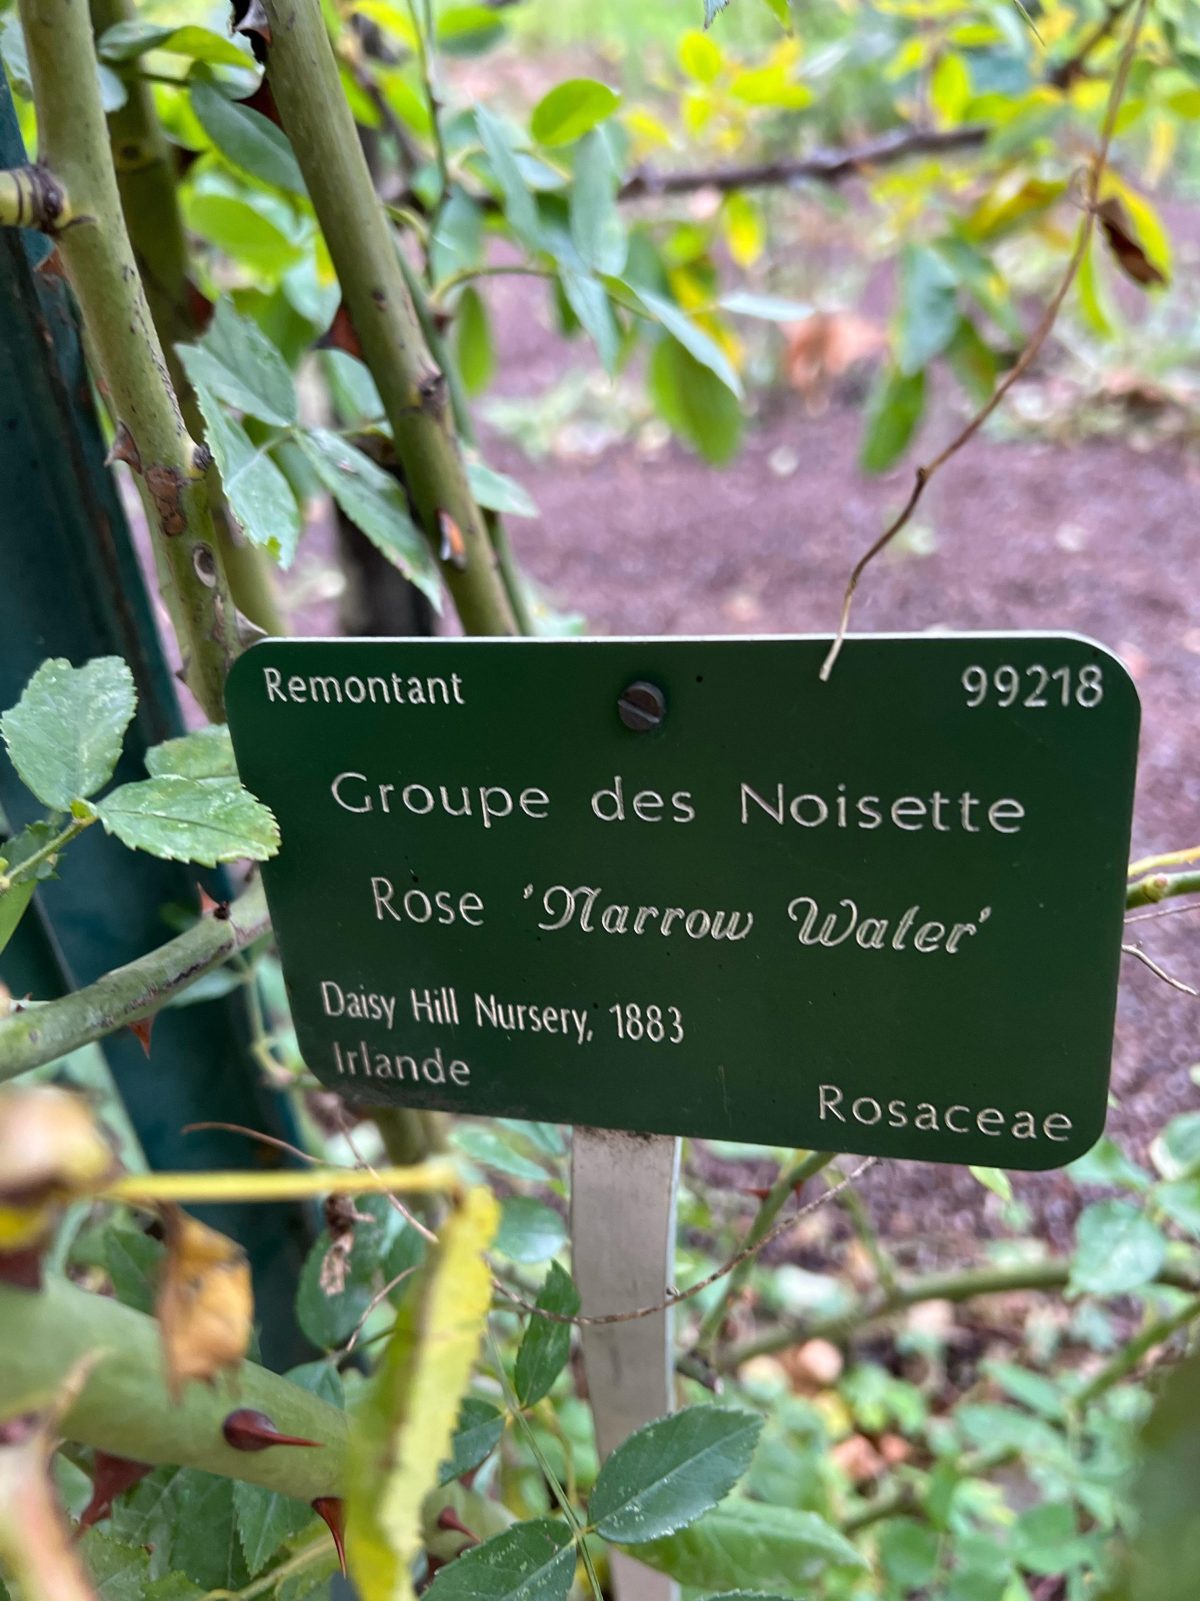 Remontant 99218
Groupe des Noisette
Rose 'Narrow Water'
Daisy Hill Nursery, 1883
Irlande
Rosaceae